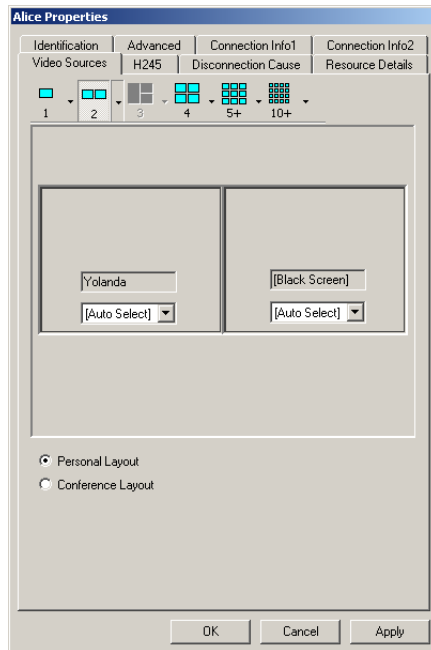 Alice Properties
Identification Advanced Connection Info1 Connection Info2
Video Sources H245 Disconnection Cause Resource Details
1 2 3 4 5+ 10+
Yolanda [Black Screen]
[Auto Select] [Auto Select]
Personal Layout
Conference Layout
OK Cancel Apply